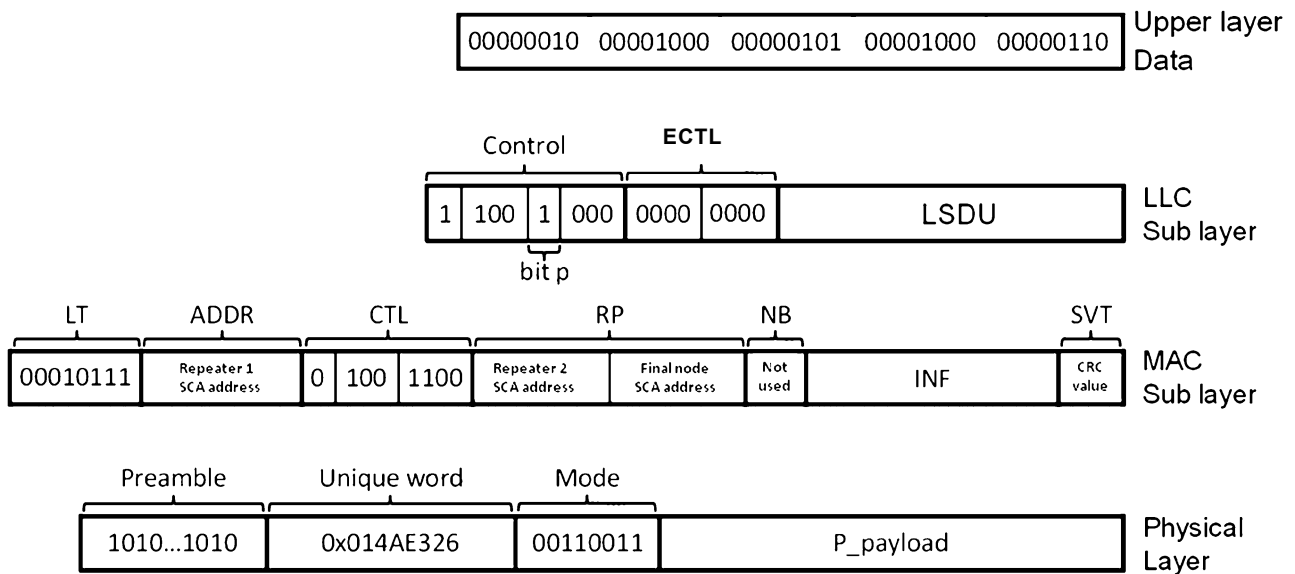 00000010 00001000 00000101 00001000 00000110
Upper layer
Data
Control
ECTL
1 100 1 000 0000 0000 LSDU
LLC
Sub layer
bit p
LT ADDR CTL RP NB SVT
00010111
Repeater 1
SCA address
0 100 1100
Repeater 2
SCA address
Final node
SCA address
Not
used
INF
CRC
value
MAC
Sub layer
Preamble Unique word Mode
1010...1010 0x014AE326 00110011 P_payload
Physical
Layer